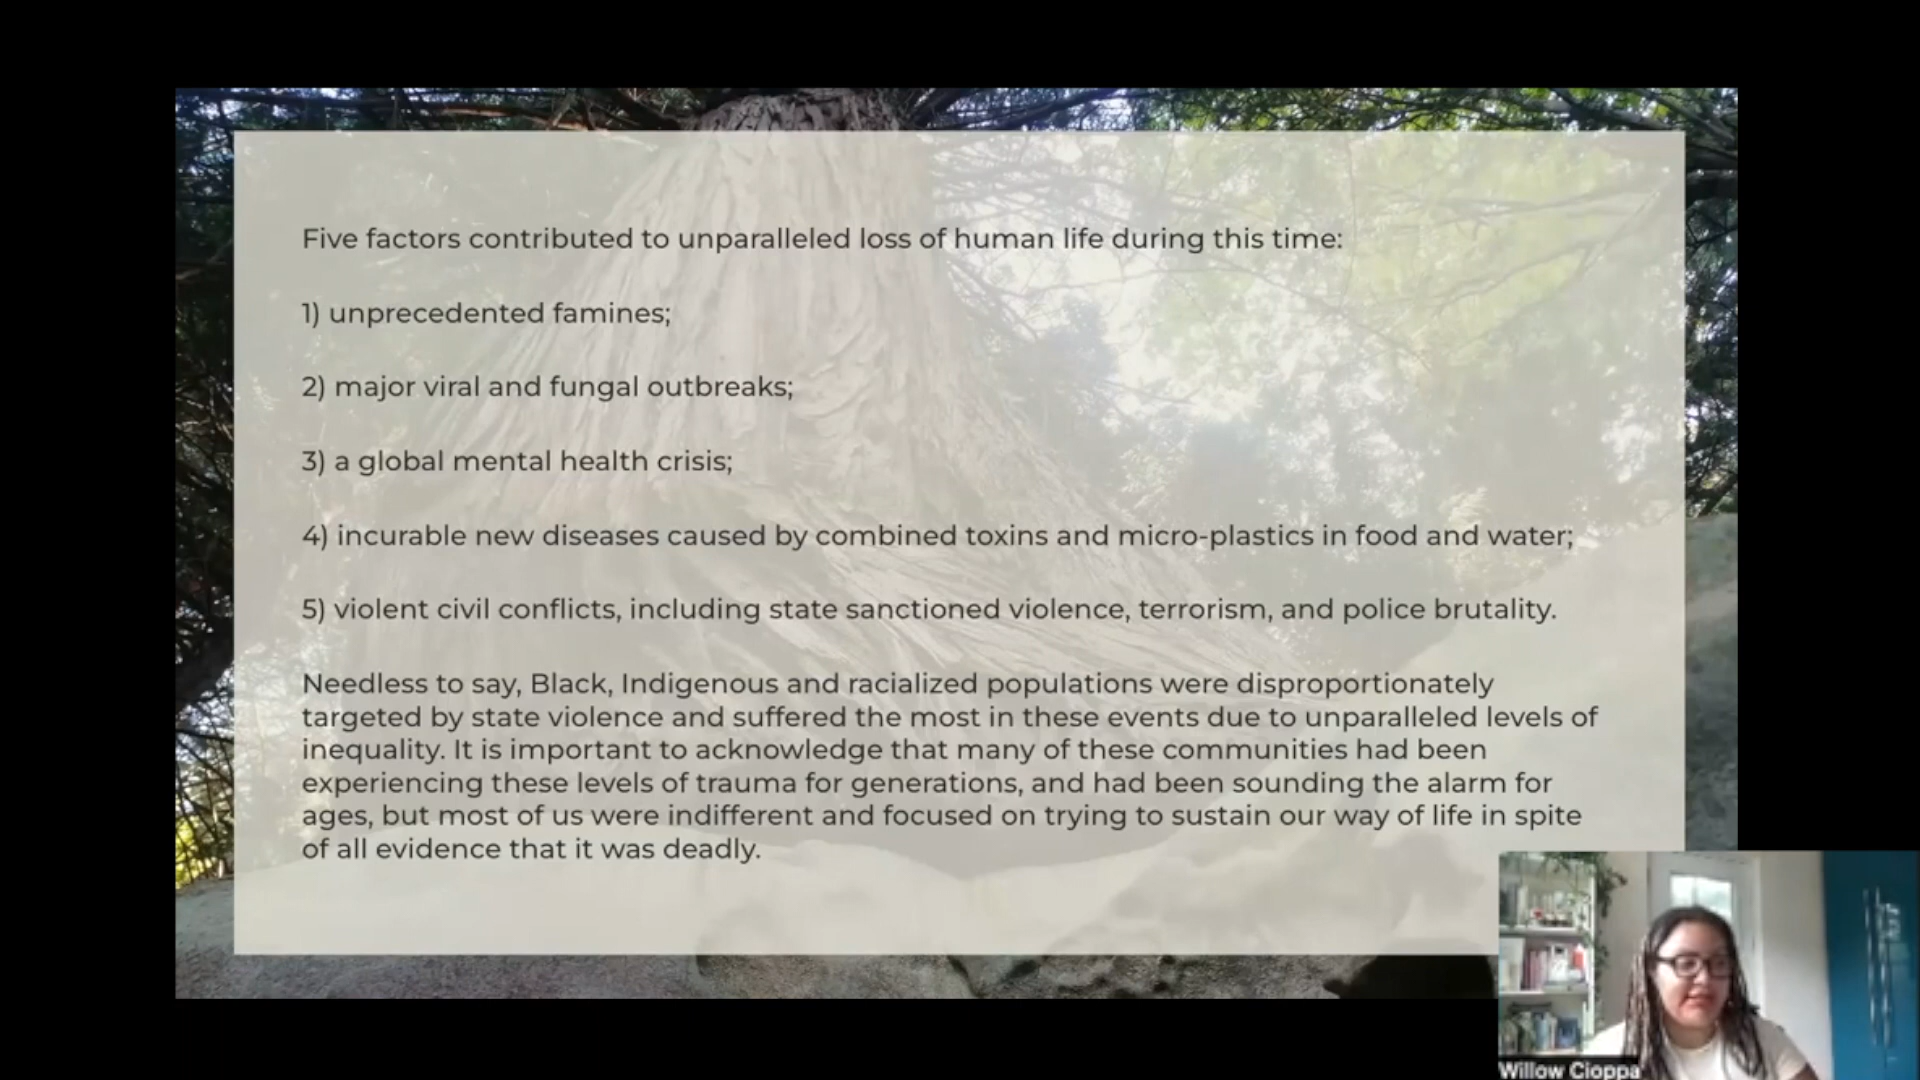 Five factors contributed to unparalleled loss of human life during this time:
1) unprecedented famines;
2) major viral and fungal outbreaks;
3) a global mental health crisis;
4) incurable new diseases caused by combined toxins and micro-plastics in food and water;
5) violent civil conflicts, including state sanctioned violence, terrorism, and police brutality.
Needless to say, Black, Indigenous and racialized populations were disproportionately
targeted by state violence and suffered the most in these events due to unparalleled levels of
inequality. It is important to acknowledge that many of these communities had been
experiencing these levels of trauma for generations, and had been sounding the alarm for
ages, but most of us were indifferent and focused on trying to sustain our way of life in spite
of all evidence that it was deadly.
Willow Cioppa